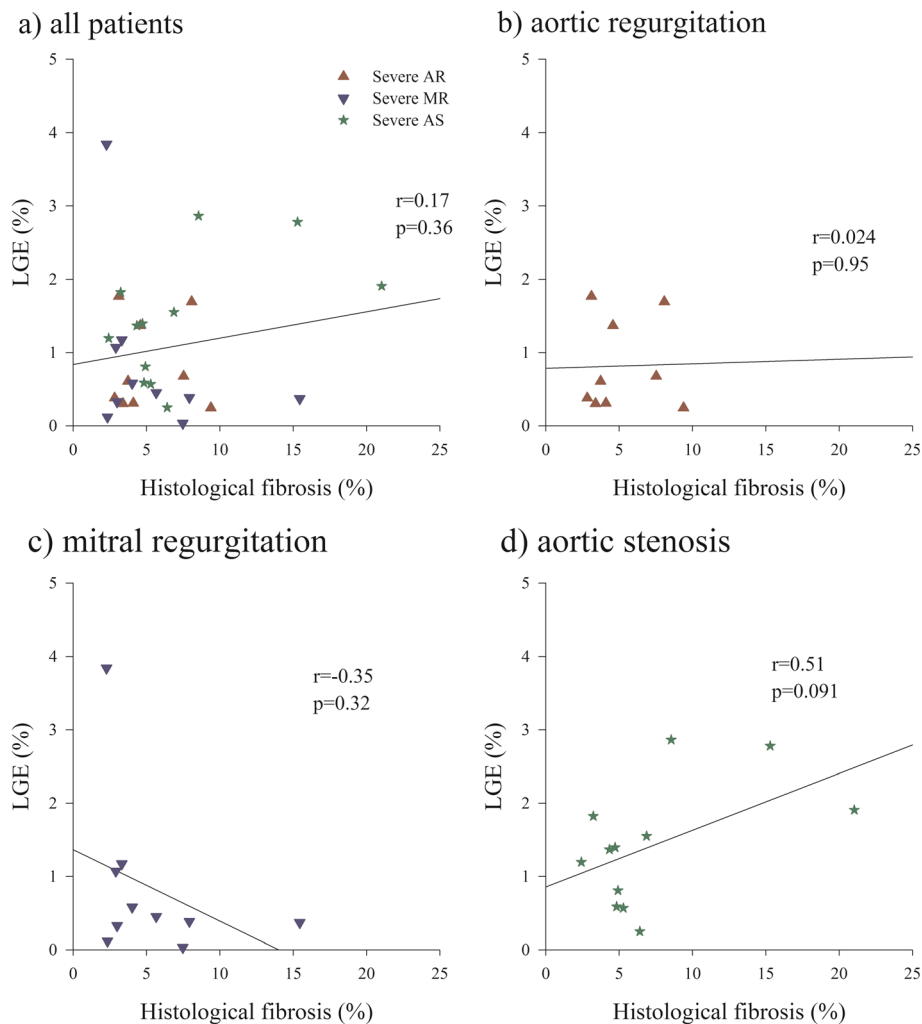 a) all patients
5
4
3
2
1
0
LGE (%)
Severe AR
Severe MR
Severe AS
r=0.17
p=0.36
0 5 10 15 20 25
Histological fibrosis (%)
b) aortic regurgitation
5
4
3
2
1
0
LGE (%)
r=0.024
p=0.95
0 5 10 15 20 25
Histological fibrosis (%)
c) mitral regurgitation
5
4
3
2
1
0
LGE (%)
r=-0.35
p=0.32
0 5 10 15 20 25
Histological fibrosis (%)
d) aortic stenosis
5
4
3
2
1
0
LGE (%)
r=0.51
p=0.091
0 5 10 15 20 25
Histological fibrosis (%)